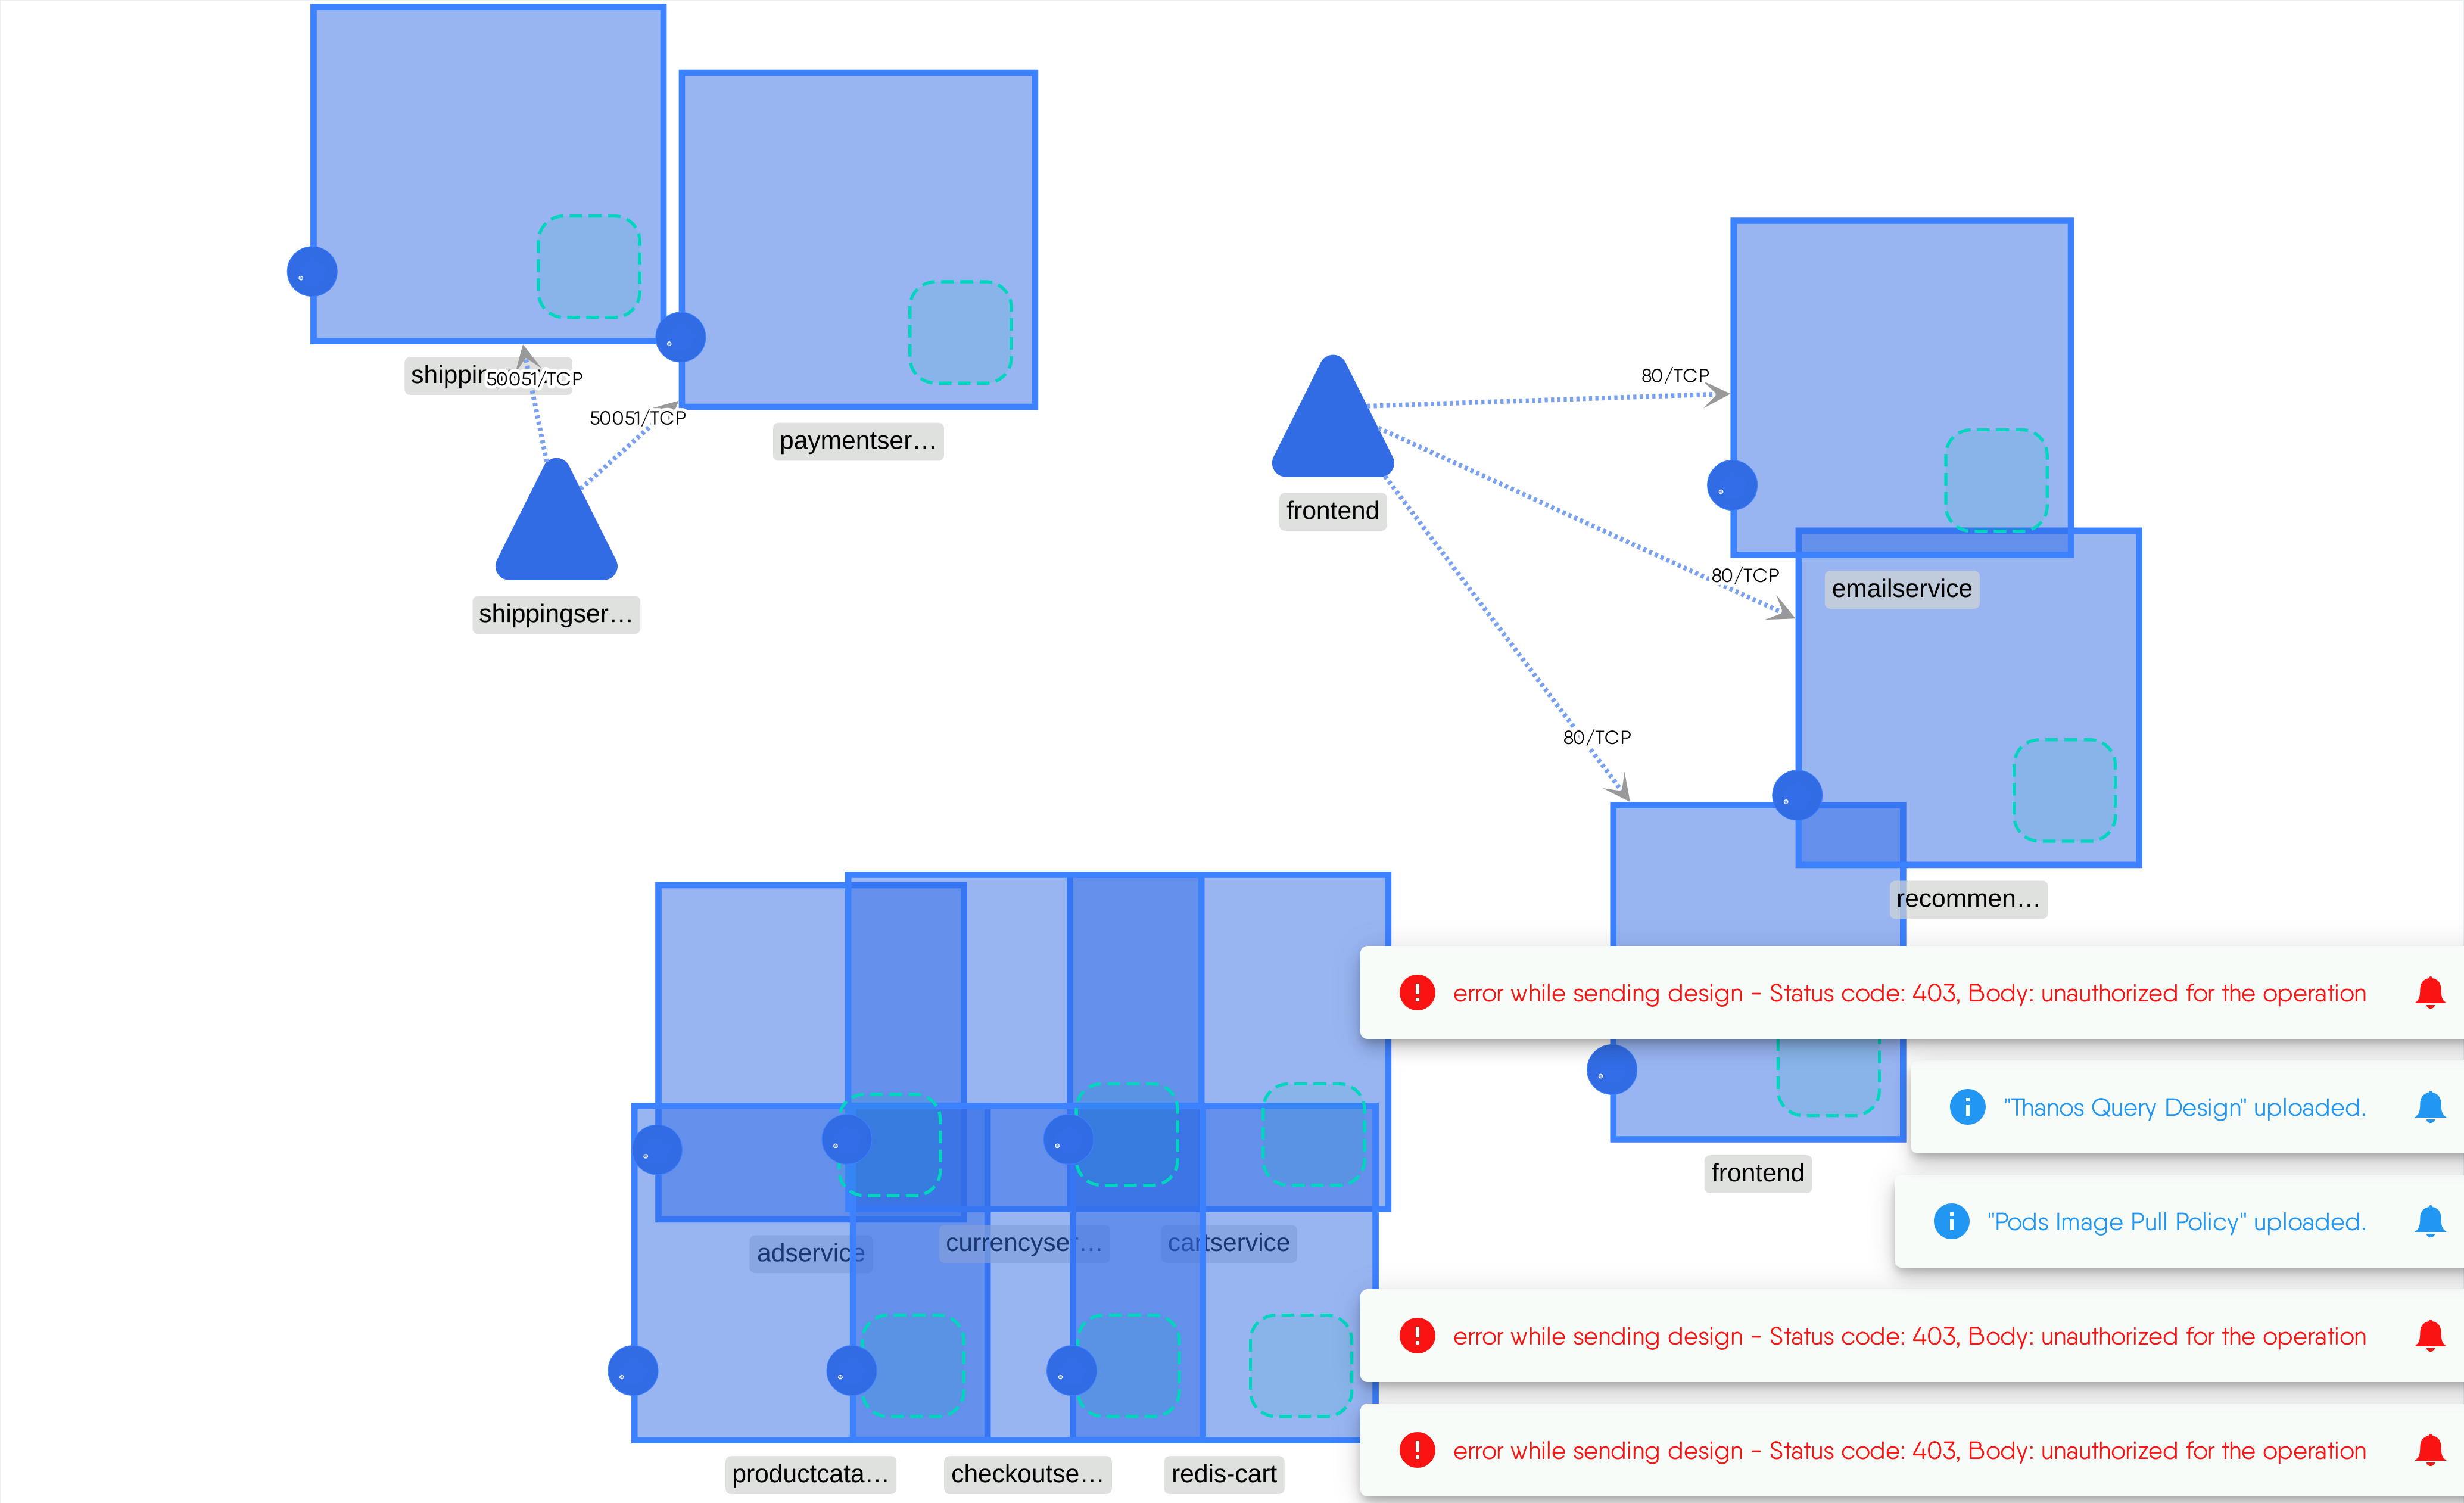 shippin
50051/TCP
50051/TCP
paymentser...
shippingser...
80/TCP
frontend
80/TCP
emailservice
80/TCP
recommen...
error while sending design - Status code: 403, Body: unauthorized for the operation
"Thanos Query Design" uploaded.
frontend
"Pods Image Pull Policy" uploaded.
adservice
currencyser...
cartservice
error while sending design - Status code: 403, Body: unauthorized for the operation
error while sending design - Status code: 403, Body: unauthorized for the operation
productcata...
checkoutse...
redis-cart